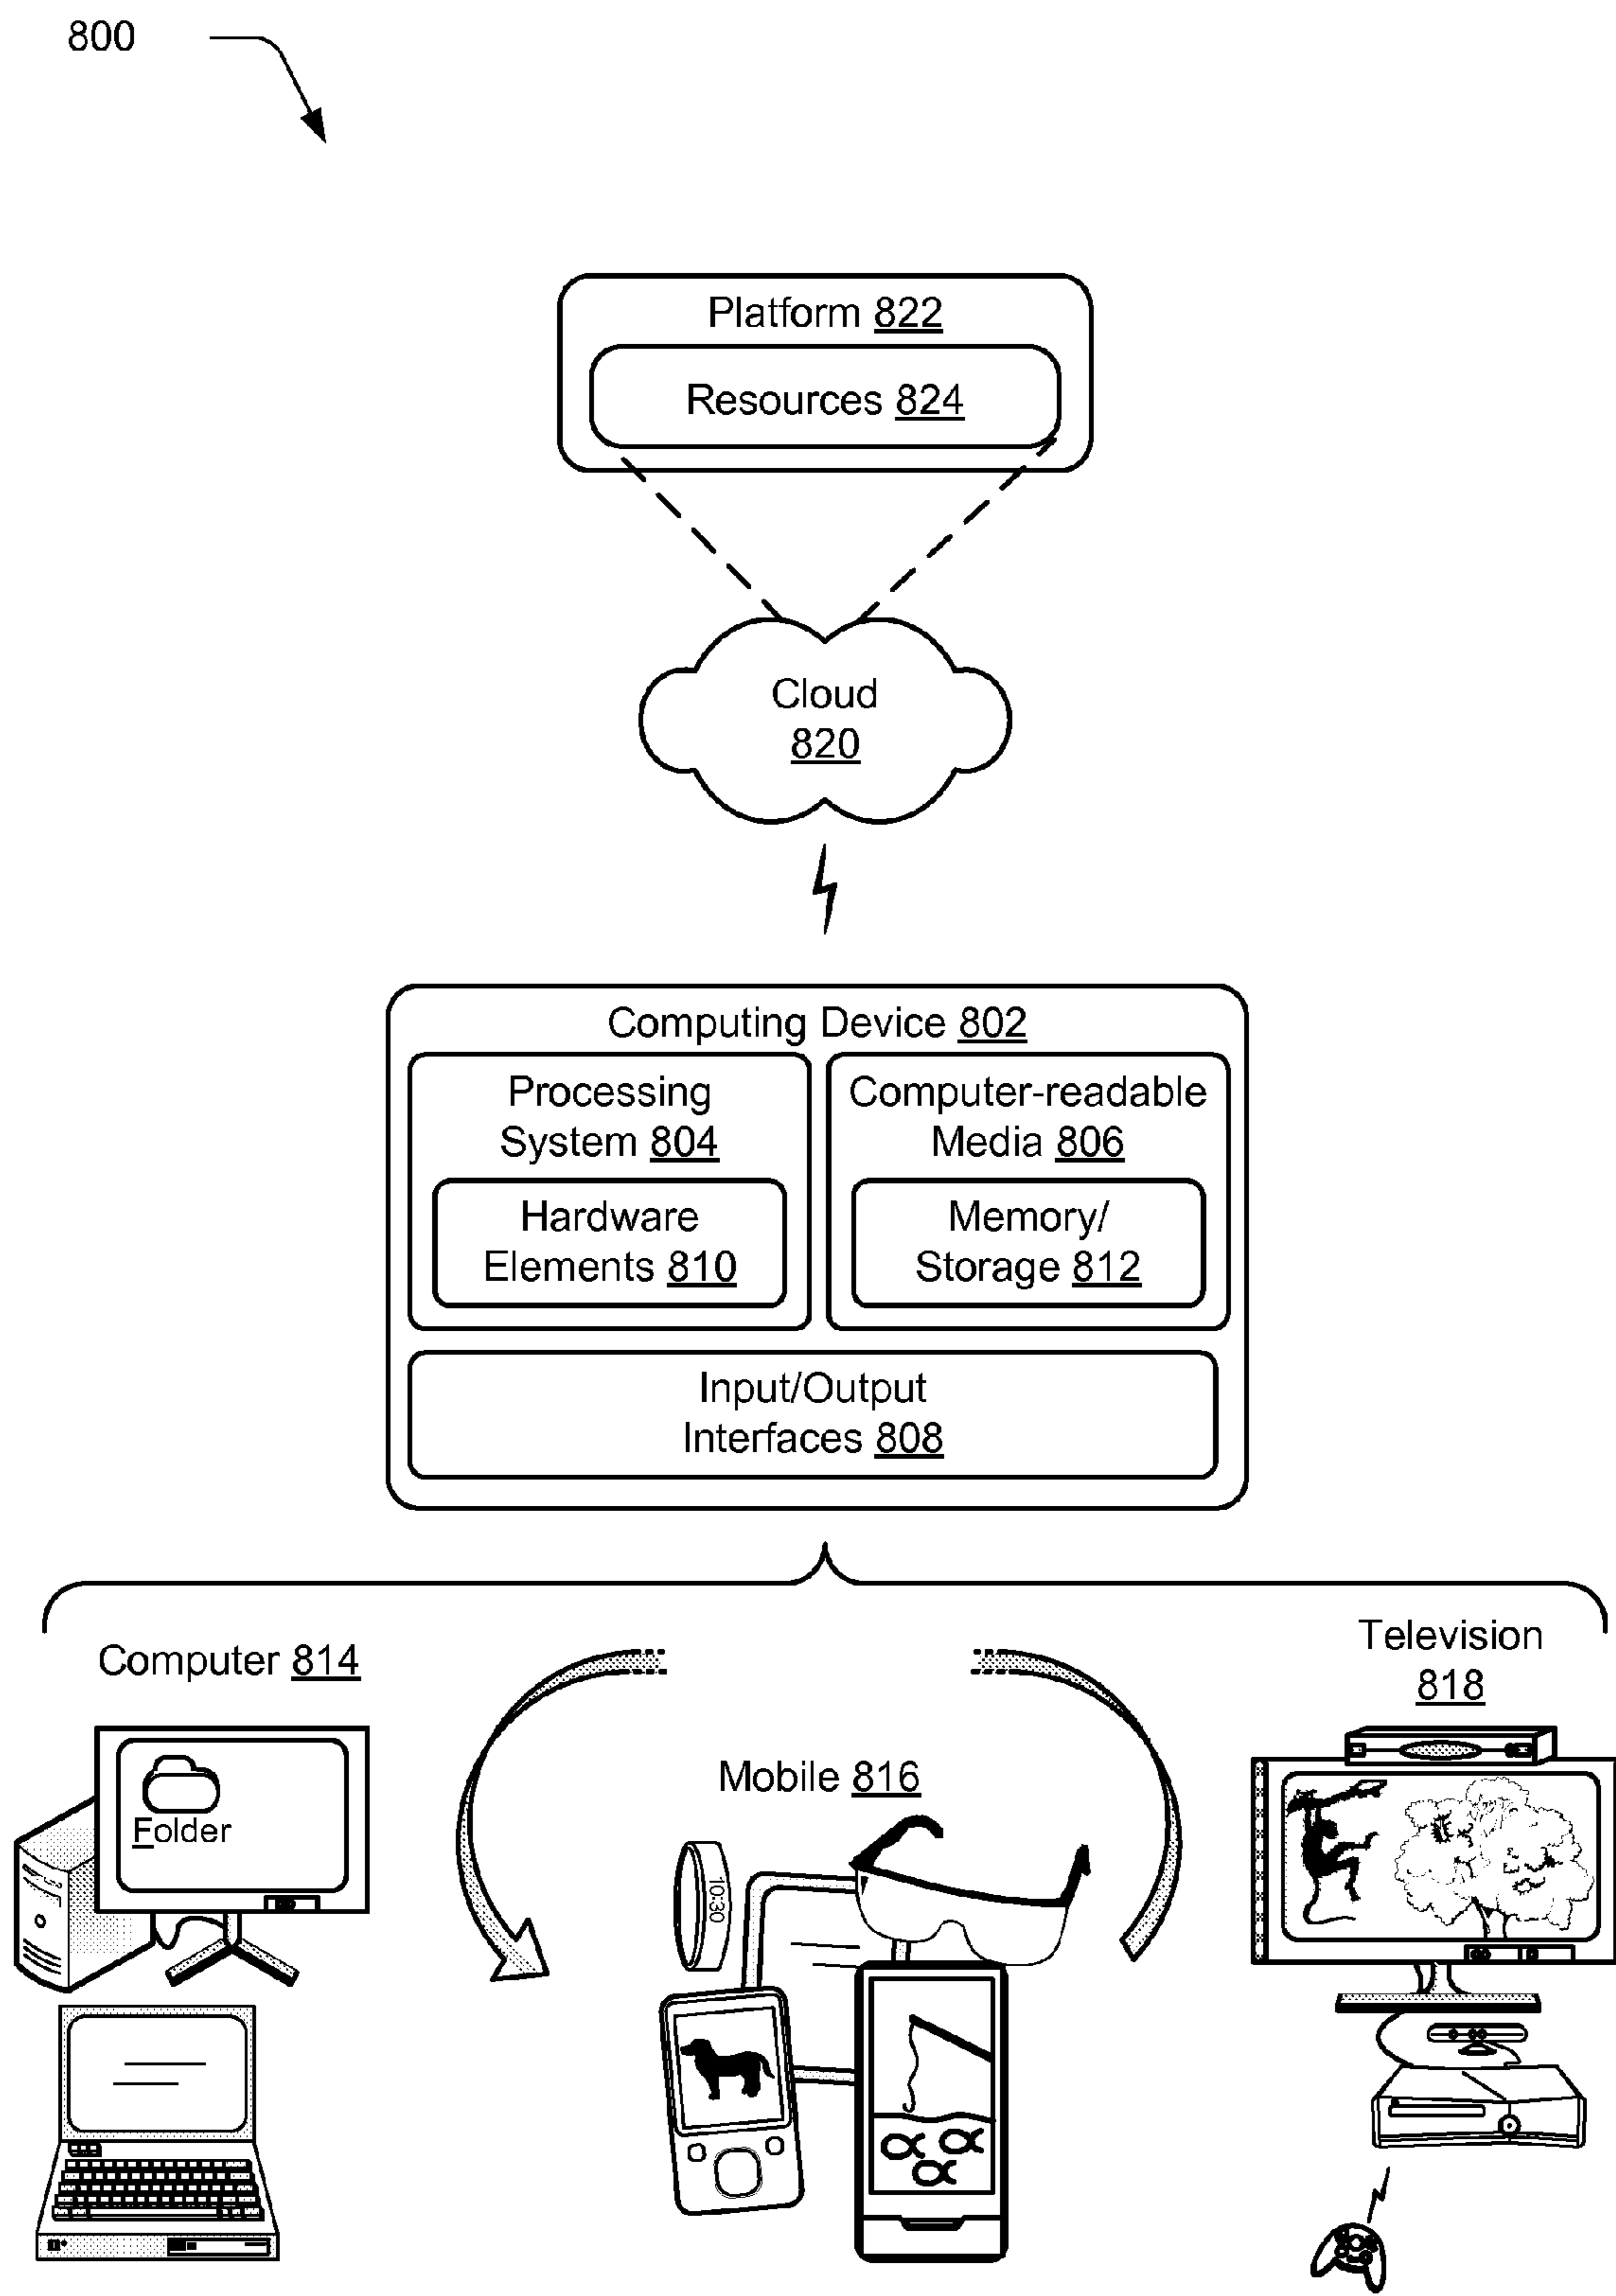 800
Platform 822
Resources 824
Cloud
820
Computing Device 802
Processing
System 804
Computer-readable
Media 806
Hardware
Elements 810
Memory/
Storage 812
Input/Output
Interfaces 808
Computer 814
Television
818
Mobile 816
Folder
10:30